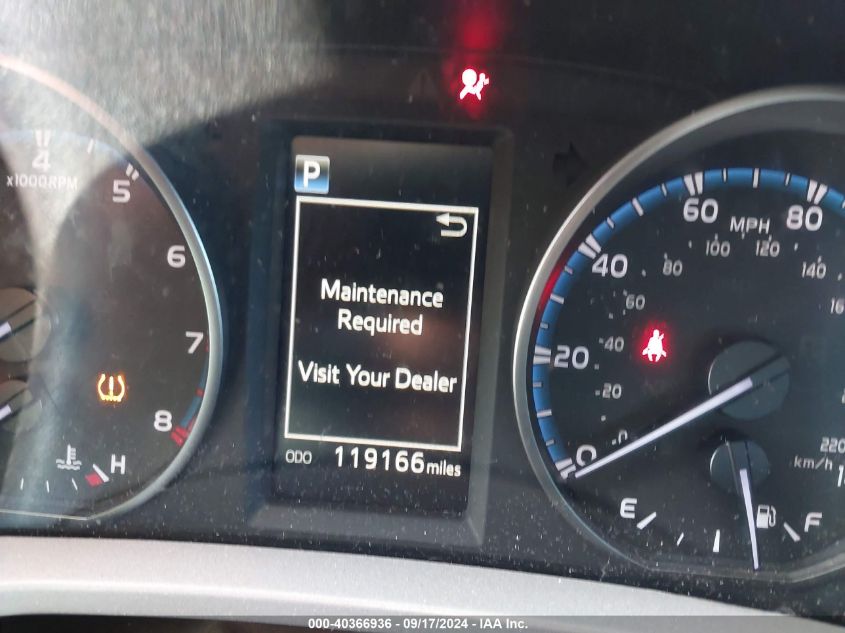 P
Maintenance
Required
Visit Your Dealer
ODO 119166 miles
4
x1000RPM
5
6
7
8
H
0
20
40
60
80
MPH
0
20
40
60
80
100
120
140
220
km/h
E
F
000-40366936 - 09/17/2024 - IAA Inc.